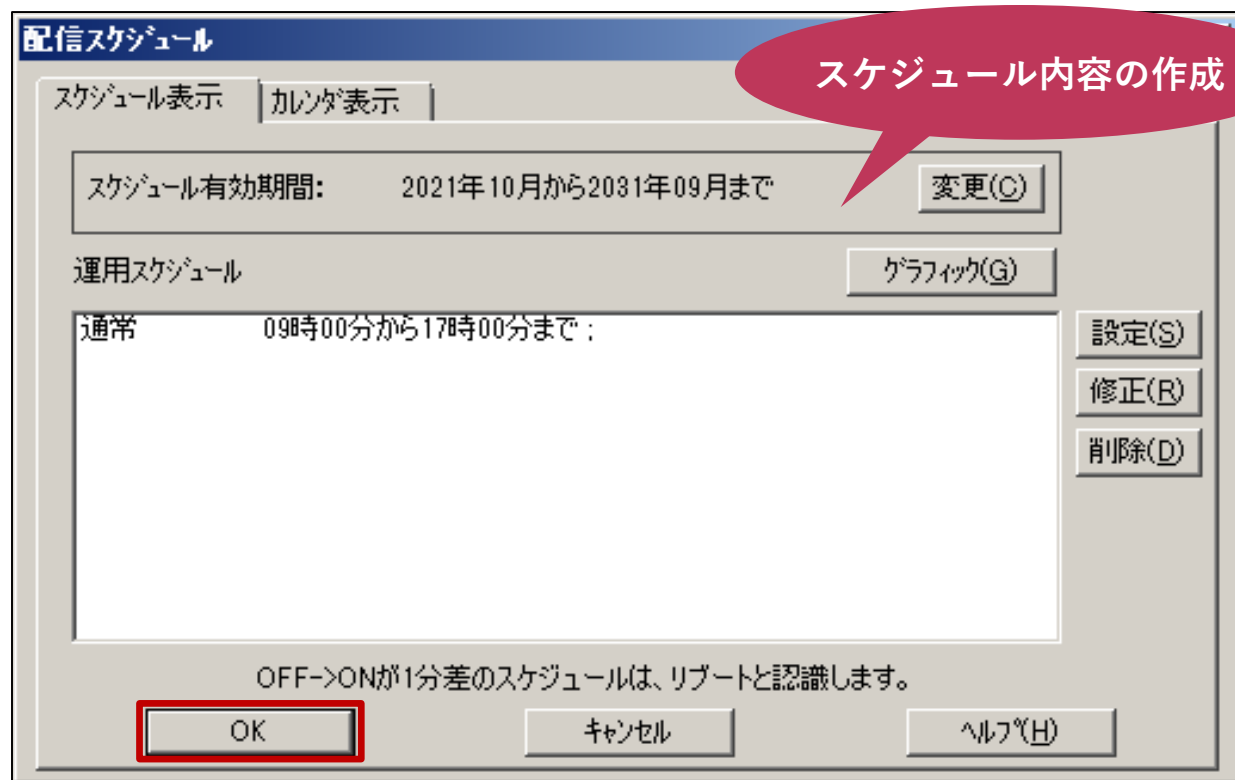 配信スケジュール
スケジュール内容の作成
スケジュール表示
カレンダ表示
スケジュール有効期間: 2021年10月から2031年09月まで 変更(C)
運用スケジュール グラフィック(G)
通常 09時00分から17時00分まで;
設定(S)
修正(R)
削除(D)
OFF->ONが1分差のスケジュールは、リブートと認識します。
OK キャンセル ヘルプ(H)